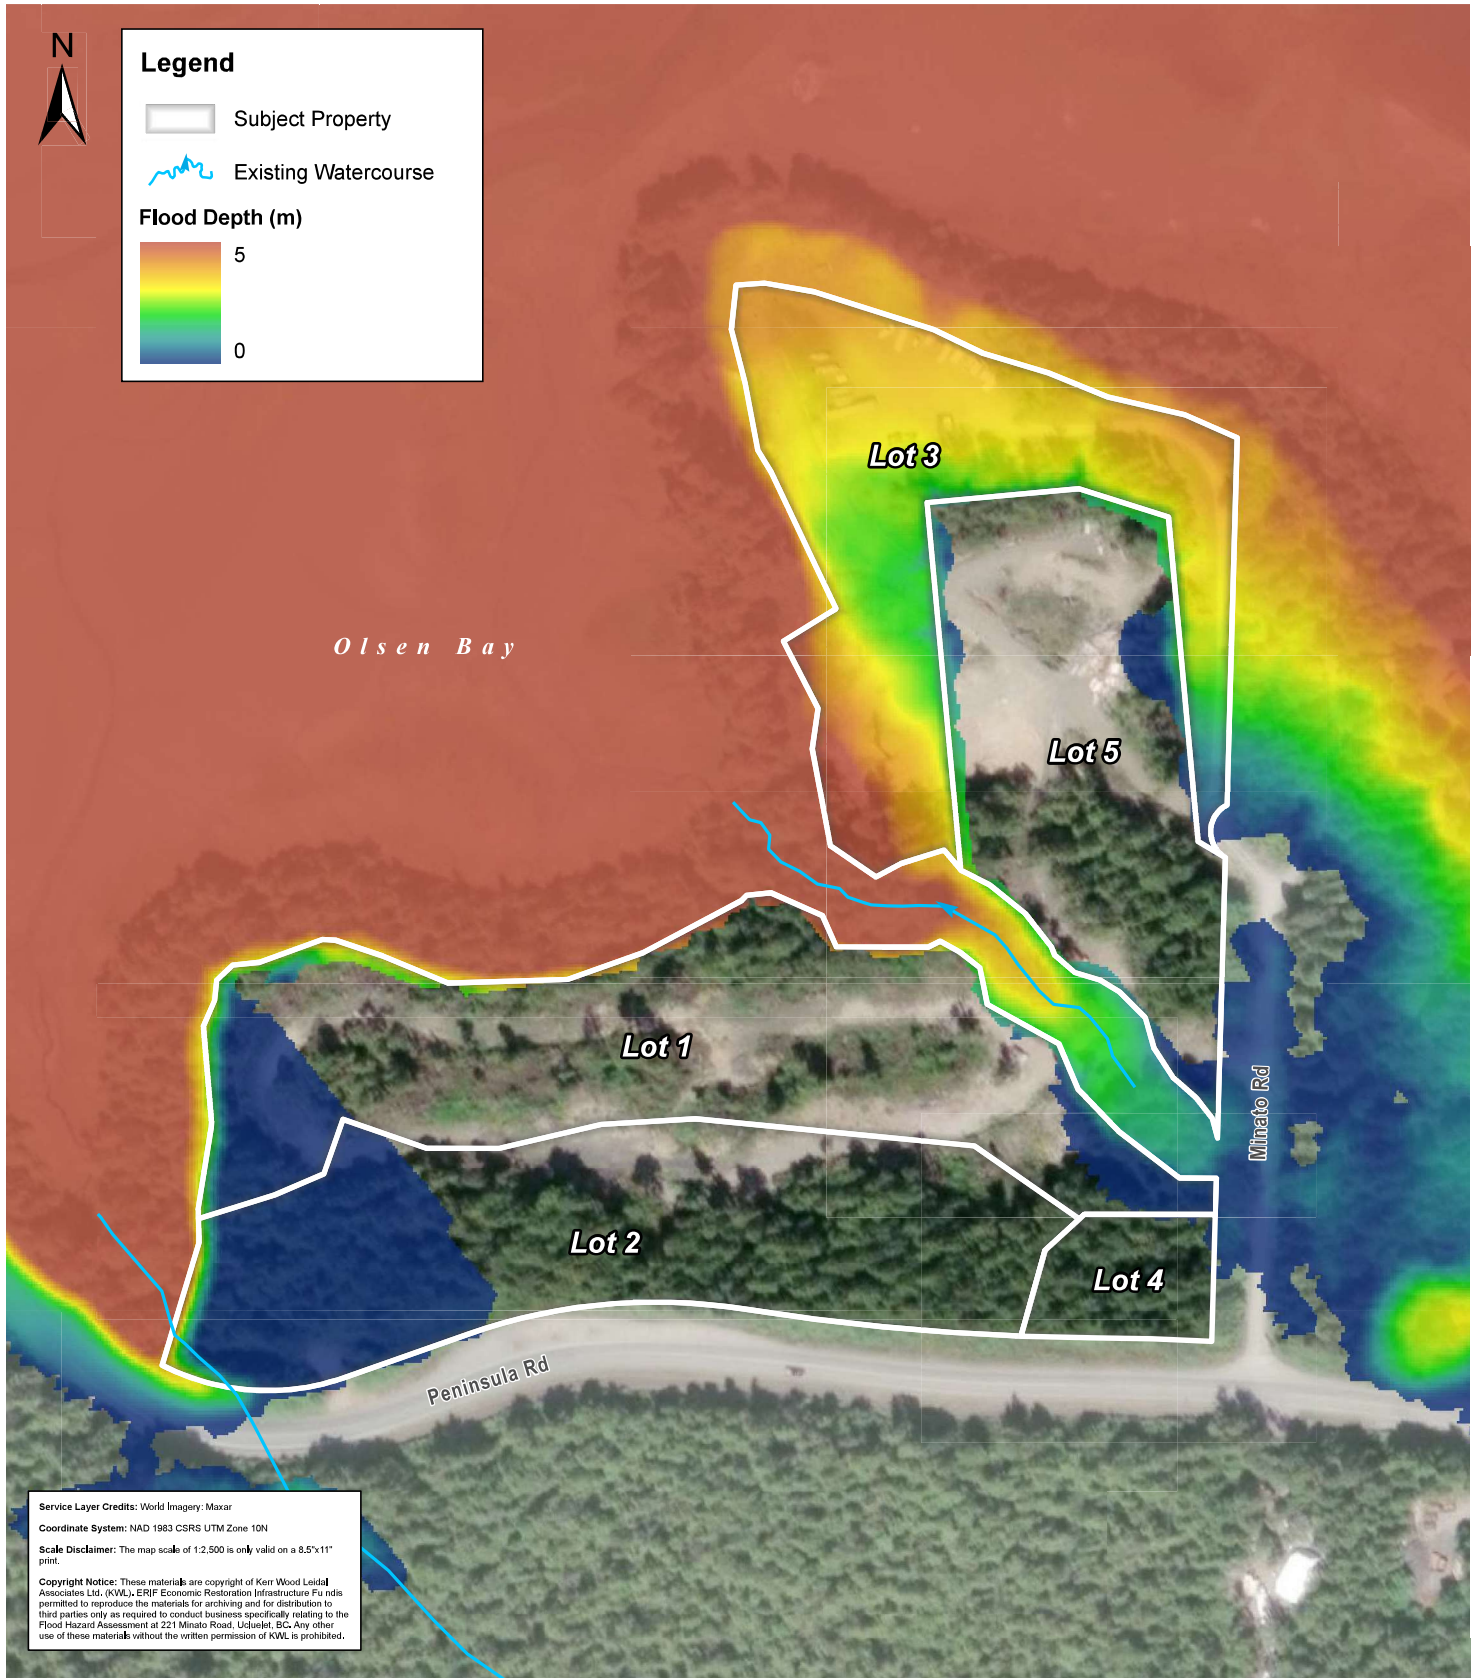 N
Legend
Subject Property
Existing Watercourse
Flood Depth (m)
5
0
Lot 3
Olsen Bay
Lot 5
Lot 1
Minato Rd
Lot 2
Lot 4
Peninsula Rd
Service Layer Credits: World Imagery: Maxar
Coordinate System: NAD 1983 CSRS UTM Zone 10N
Scale Disclaimer: The map scale of 1:2,500 is only valid on a 8.5"x11"
print.
Copyright Notice: These materials are copyright of Kerr Wood Leidal
Associates Ltd. (KWL). ERIF Economic Restoration Infrastructure Fu ndis
permitted to reproduce the materials for archiving and for distribution to
third parties only as required to conduct business specifically relating to the
Flood Hazard Assessment at 221 Minato Road, Ucluelet, BC. Any other
use of these materials without the written permission of KWL is prohibited.